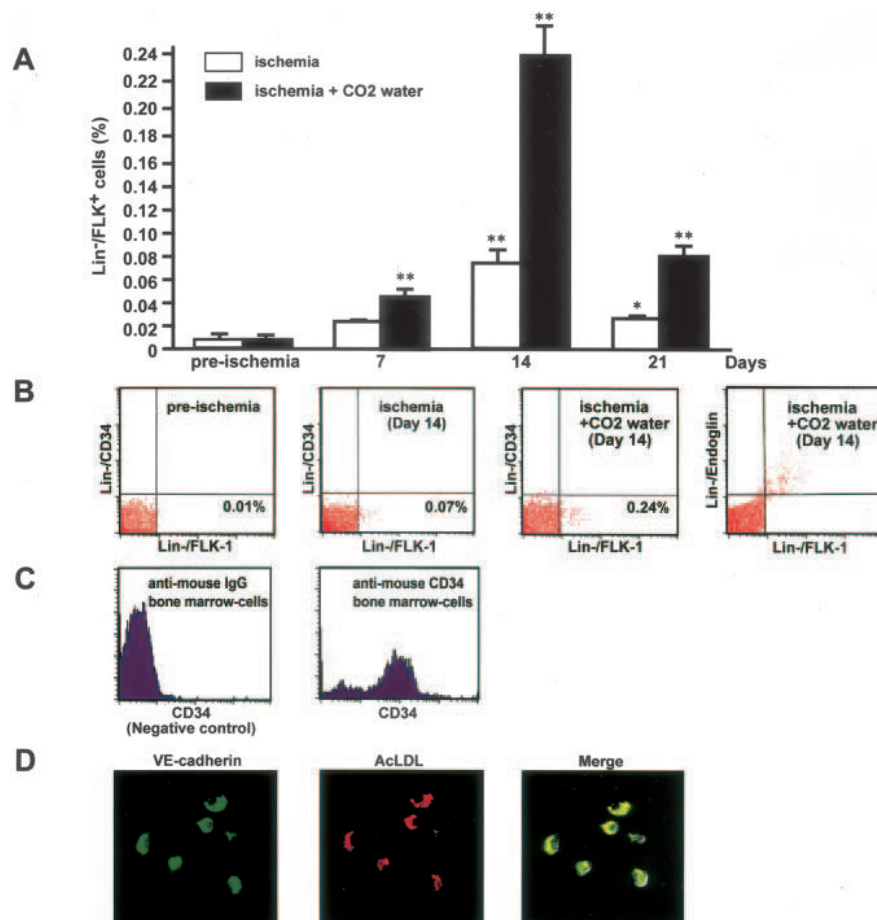 A
Lin⁻/FLK⁺ cells (%)
0.24
0.22
0.20
0.18
0.16
0.14
0.12
0.10
0.08
0.06
0.04
0.02
0
ischemia
ischemia + CO2 water
**
**
**
*
**
pre-ischemia 7 14 21 Days
B
Lin-/CD34
pre-ischemia
0.01%
Lin-/FLK-1
Lin-/CD34
ischemia
(Day 14)
0.07%
Lin-/FLK-1
Lin-/CD34
ischemia
+CO2 water
(Day 14)
0.24%
Lin-/FLK-1
Lin-/Endoglin
ischemia
+CO2 water
(Day 14)
Lin-/FLK-1
C
anti-mouse IgG
bone marrow-cells
CD34
(Negative control)
anti-mouse CD34
bone marrow-cells
CD34
D
VE-cadherin AcLDL Merge